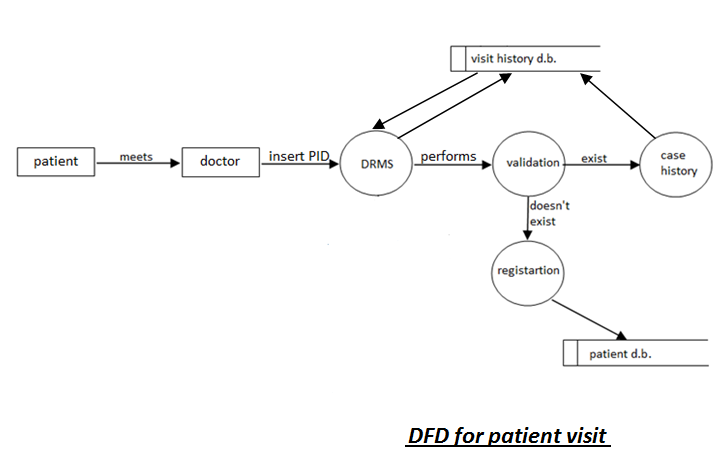 visit history d.b.
patient
meets
doctor
insert PID
DRMS
performs
validation
exist
case
history
doesn't
exist
registartion
patient d.b.
DFD for patient visit